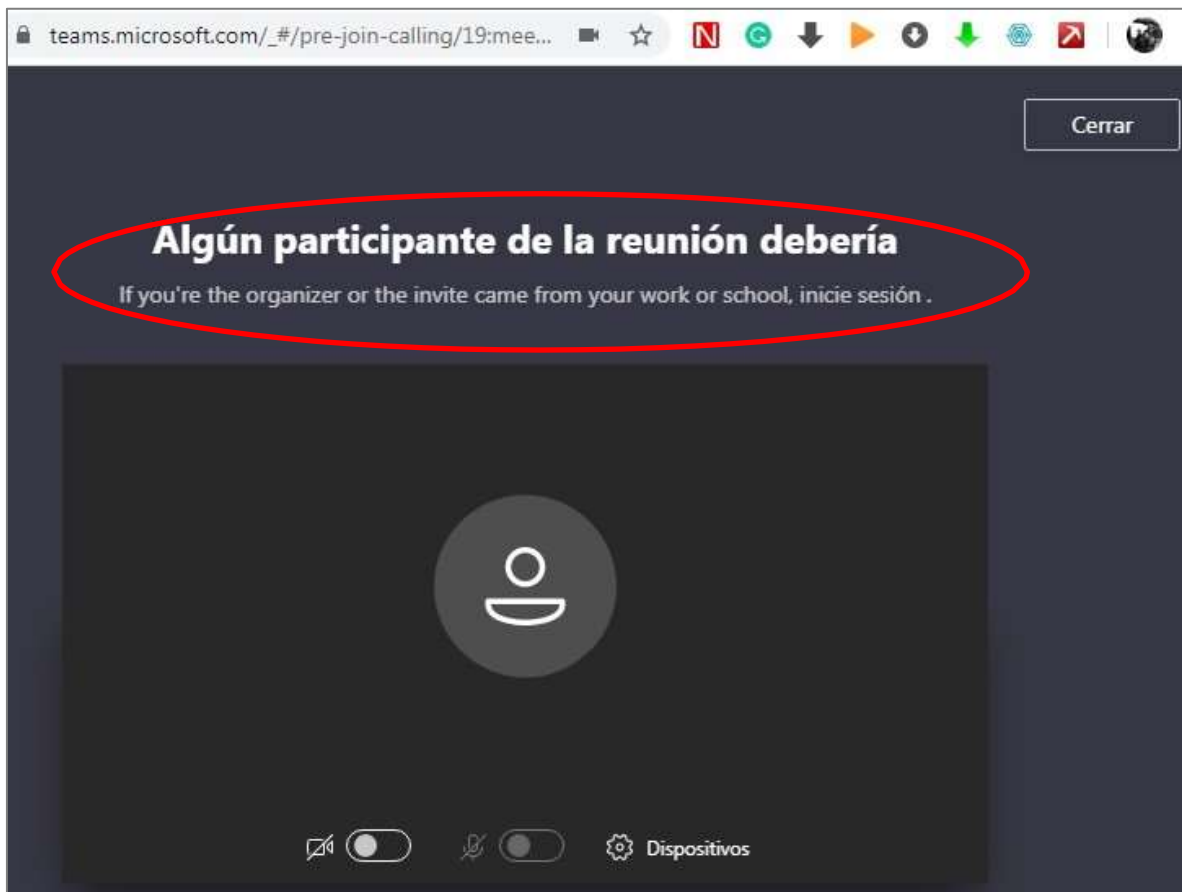 teams.microsoft.com/_#/pre-join-calling/19:mee...
N G
Cerrar
Algún participante de la reunión debería
If you're the organizer or the invite came from your work or school, inicie sesión .
Dispositivos